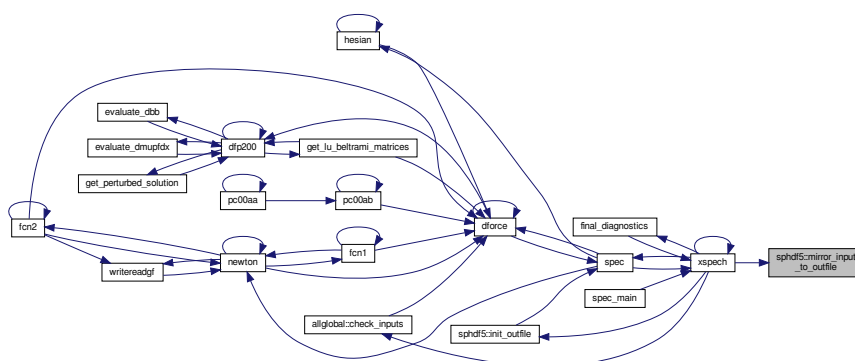 hesian
evaluate_dbb
evaluate_dmupfdx
dfp200
get_lu_beltrami_matrices
get_perturbed_solution
pc00aa
pc00ab
fcn2
dforce
final_diagnostics
fcn1
writereadgf
newton
spec
xspech
sphdf5::mirror_input
_to_outfile
spec_main
allglobal::check_inputs
sphdf5::init_outfile